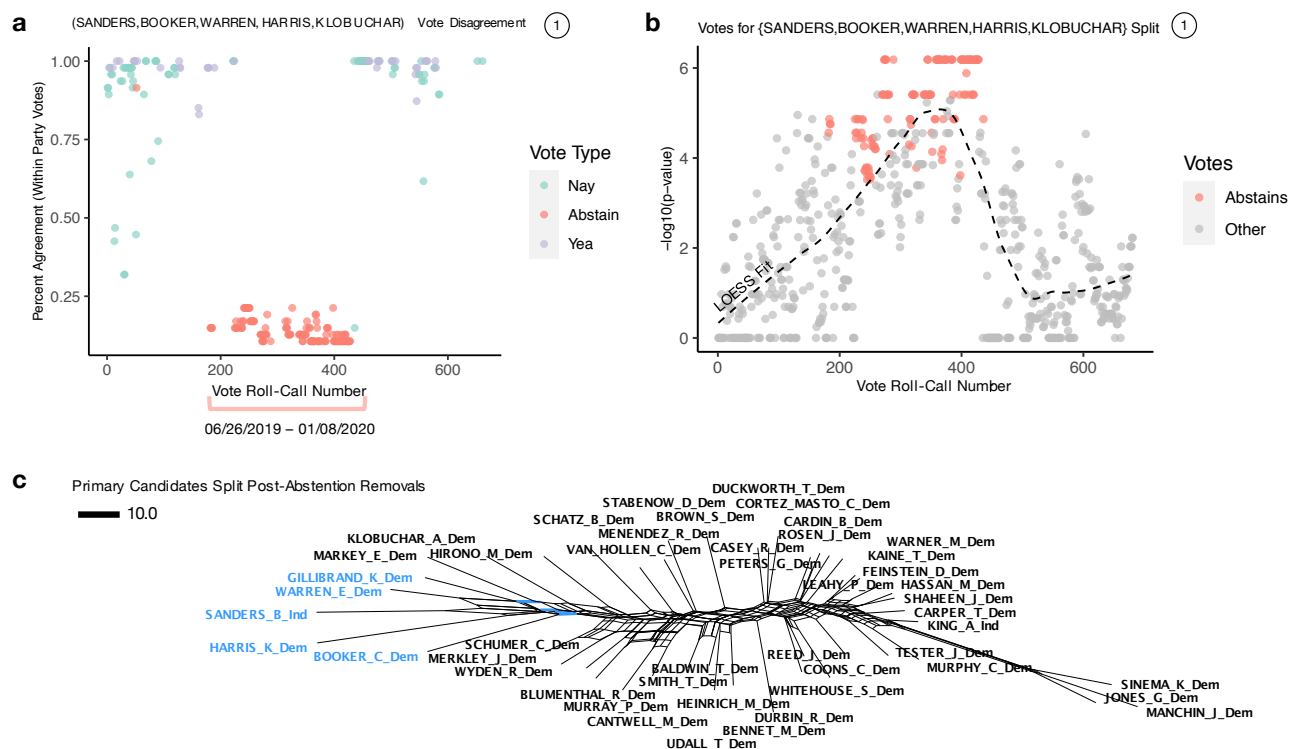 a
(SANDERS,BOOKER,WARREN, HARRIS,KLOBUCHAR) Vote Disagreement 1
Percent Agreement (Within Party Votes)
1.00
0.75
0.50
0.25
0 200 400 600
Vote Roll-Call Number
06/26/2019 – 01/08/2020
Vote Type
Nay
Abstain
Yea
b
Votes for {SANDERS,BOOKER,WARREN,HARRIS,KLOBUCHAR} Split 1
−log10(p−value)
6
4
2
0
LOESS Fit
0 200 400 600
Vote Roll-Call Number
Votes
Abstains
Other
c
Primary Candidates Split Post-Abstention Removals
10.0
DUCKWORTH_T_Dem
STABENOW_D_Dem
CORTEZ_MASTO_C_Dem
SCHATZ_B_Dem
BROWN_S_Dem
CARDIN_B_Dem
KLOBUCHAR_A_Dem
MENENDEZ_R_Dem
ROSEN_J_Dem
WARNER_M_Dem
MARKEY_E_Dem
HIRONO_M_Dem
VAN_HOLLEN_C_Dem
CASEY_R_Dem
KAINE_T_Dem
PETERS_G_Dem
FEINSTEIN_D_Dem
GILLIBRAND_K_Dem
LEAHY_P_Dem
HASSAN_M_Dem
WARREN_E_Dem
SHAHEEN_J_Dem
SANDERS_B_Ind
CARPER_T_Dem
KING_A_Ind
HARRIS_K_Dem
BOOKER_C_Dem
SCHUMER_C_Dem
MERKLEY_J_Dem
WYDEN_R_Dem
REED_J_Dem
TESTER_J_Dem
BALDWIN_T_Dem
COONS_C_Dem
MURPHY_C_Dem
SMITH_T_Dem
SINEMA_K_Dem
BLUMENTHAL_R_Dem
WHITEHOUSE_S_Dem
JONES_G_Dem
MURRAY_P_Dem
HEINRICH_M_Dem
MANCHIN_J_Dem
CANTWELL_M_Dem
DURBIN_R_Dem
BENNET_M_Dem
UDALL_T_Dem